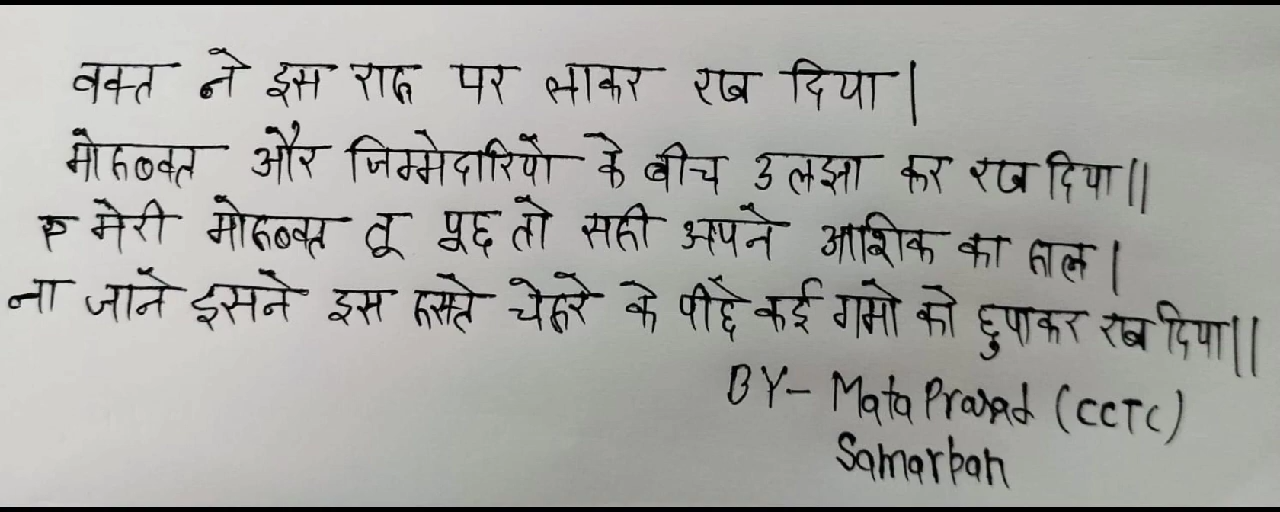 वक्त ने इस राह पर लाकर रख दिया।
मोहब्बत और जिम्मेदारियों के बीच उलझा कर रख दिया॥
ए मेरी मोहब्बत तू पूछ तो सही अपने आशिक का हाल।
ना जाने इसने इस हसते चेहरे के पीछे कई गमो को छुपाकर रख दिया॥
BY- Mata Prasad (CCTC)
Samarpan